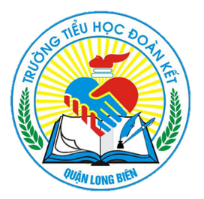 TRƯỜNG TIỂU HỌC ĐOÀN KẾT
QUẬN LONG BIÊN